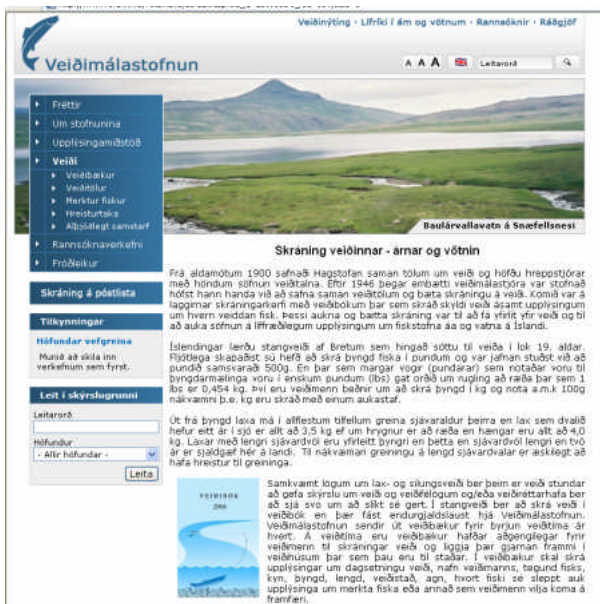 Veiðinýting · Lífríki í ám og vötnum · Rannsóknir · Ráðgjöf
Veiðimálastofnun
A A A
Leitarorð
Fréttir
Um stofnunina
Upplýsingamiðstöð
Veiði
Veiðibækur
Veiðitölur
Merktur fiskur
Hreisturtaka
Alþjóðlegt samstarf
Rannsóknaverkefni
Fróðleikur
Baulárvallavatn á Snæfellsnesi
Skráning á póstlista
Tilkynningar
Höfundar vefgreina
Munið að skila inn
verkefnum sem fyrst.
Leit í skýrslugrunni
Leitarorð
Höfundur
- Allir höfundar -
Leita
Skráning veiðinnar - árnar og vötnin
Frá aldamótum 1900 safnaði Hagstofan saman tölum um veiði og höfðu hreppstjórar
með höndum söfnun veiðitalna. Eftir 1946 þegar embætti veiðimálastjóra var stofnað
hófst hann handa við að safna saman veiðitölum og bæta skráningu á veiði. Komið var á
laggirnar skráningarkerfi með veiðibókum þar sem skráð skyldi veiði ásamt upplýsingum
um hvern veiddan fisk. Þessi aukna og bætta skráning var til að fá yfirlit yfir veiði og til
að auka söfnun á líffræðilegum upplýsingum um fiskstofna áa og vatna á Íslandi.
Íslendingar lærðu stangveiði af Bretum sem hingað sóttu til veiða í lok 19. aldar.
Fljótlega skapaðist sú hefð að skrá þyngd fiska í pundum og var jafnan stuðst við að
pundið samsvaraði 500g. En þar sem margar vogir (pundarar) sem notaðar voru til
þyngdarmælinga voru í enskum pundum (lbs) gat orðið um rugling að ræða þar sem 1
lbs er 0,454 kg. Því eru veiðimenn beðnir um að skrá þyngd í kg og nota a.m.k 100g
nákvæmni þ.e. kg eru skráð með einum aukastaf.
Út frá þyngd laxa má í allflestum tilfellum greina sjávaraldur þeirra en lax sem dvalið
hefur eitt ár í sjó er allt að 3,5 kg ef um hrygnur er að ræða en hængar eru allt að 4,0
kg. Laxar með lengri sjávardvöl eru yfirleitt þyngri en þetta en sjávardvöl lengri en tvö
ár er sjaldgæf hér á landi. Til nákvæmari greiningu á lengd sjávardvalar er æskilegt að
hafa hreistur til greininga.
VEIÐIBÓK
2006
Samkvæmt lögum um lax- og silungsveiði ber þeim er veiði stundar
að gefa skýrslu um veiði og veiðifélögum og/eða veiðiréttarhafa ber
að sjá svo um að slíkt sé gert. Í stangveiði ber að skrá veiði í
veiðibók en þær fást endurgjaldslaust hjá Veiðimálastofnun.
Veiðimálastofnun sendir út veiðibækur fyrir byrjun veiðitíma ár
hvert. Á veiðitíma eru veiðibækur hafðar aðgengilegar fyrir
veiðimenn til skráningar veiði og liggja þær gjarnan frammi í
veiðihúsum þar sem þau eru til staðar. Í veiðibækur skal skrá
upplýsingar um dagsetningu veiði, nafn veiðimanns, tegund fisks,
kyn, þyngd, lengd, veiðistað, agn, hvort fiski sé sleppt auk
upplýsinga um merkta fiska eða annað sem veiðimenn vilja koma á
framfæri.